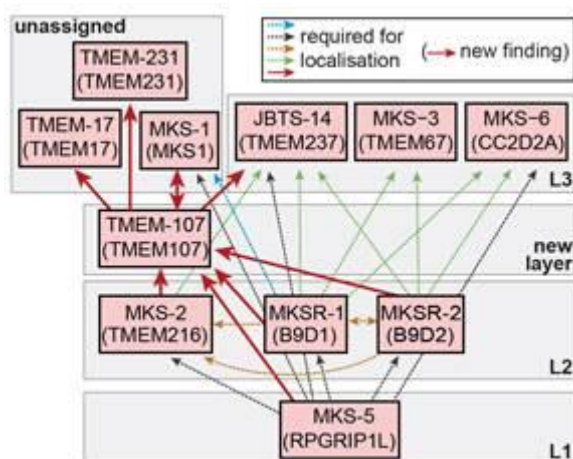 unassigned
TMEM-231
(TMEM231)
TMEM-17
(TMEM17)
MKS-1
(MKS1)
required for
localisation
(→ new finding)
JBTS-14
(TMEM237)
MKS-3
(TMEM67)
MKS-6
(CC2D2A)
L3
TMEM-107
(TMEM107)
new
layer
MKS-2
(TMEM216)
MKSR-1
(B9D1)
MKSR-2
(B9D2)
L2
MKS-5
(RPGRIP1L)
L1